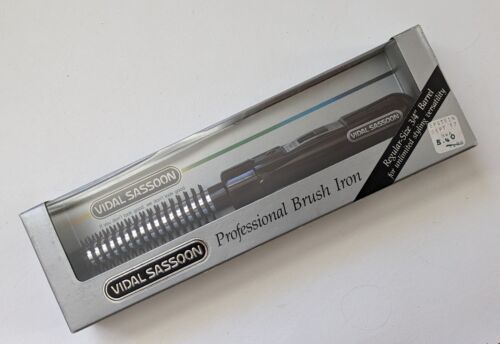 VIDAL SASSOON
VIDAL SASSOON
VIDAL SASSOON
Professional Brush Iron
Regular-Size 3/4" Barrel
for unlimited styling versatility